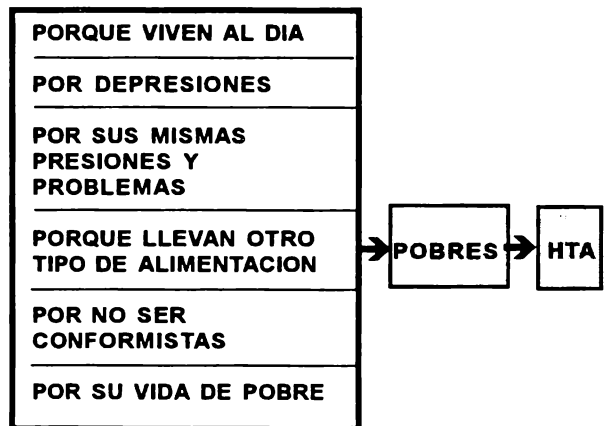 PORQUE VIVEN AL DIA
POR DEPRESIONES
POR SUS MISMAS
PRESIONES Y
PROBLEMAS
PORQUE LLEVAN OTRO
TIPO DE ALIMENTACION
POR NO SER
CONFORMISTAS
POR SU VIDA DE POBRE
POBRES
HTA